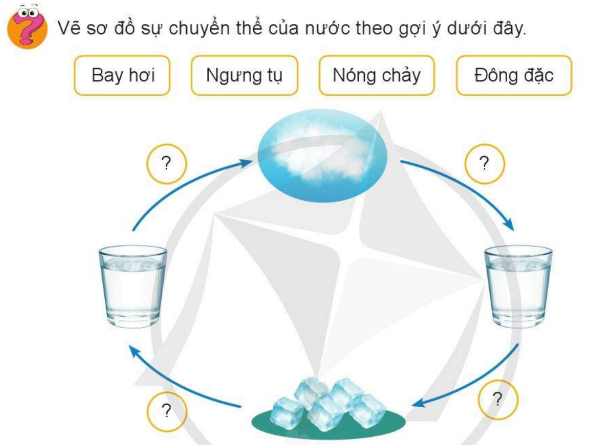 Vẽ sơ đồ sự chuyển thể của nước theo gợi ý dưới đây.
Bay hơi
Ngưng tụ
Nóng chảy
Đông đặc
?
?
?
?